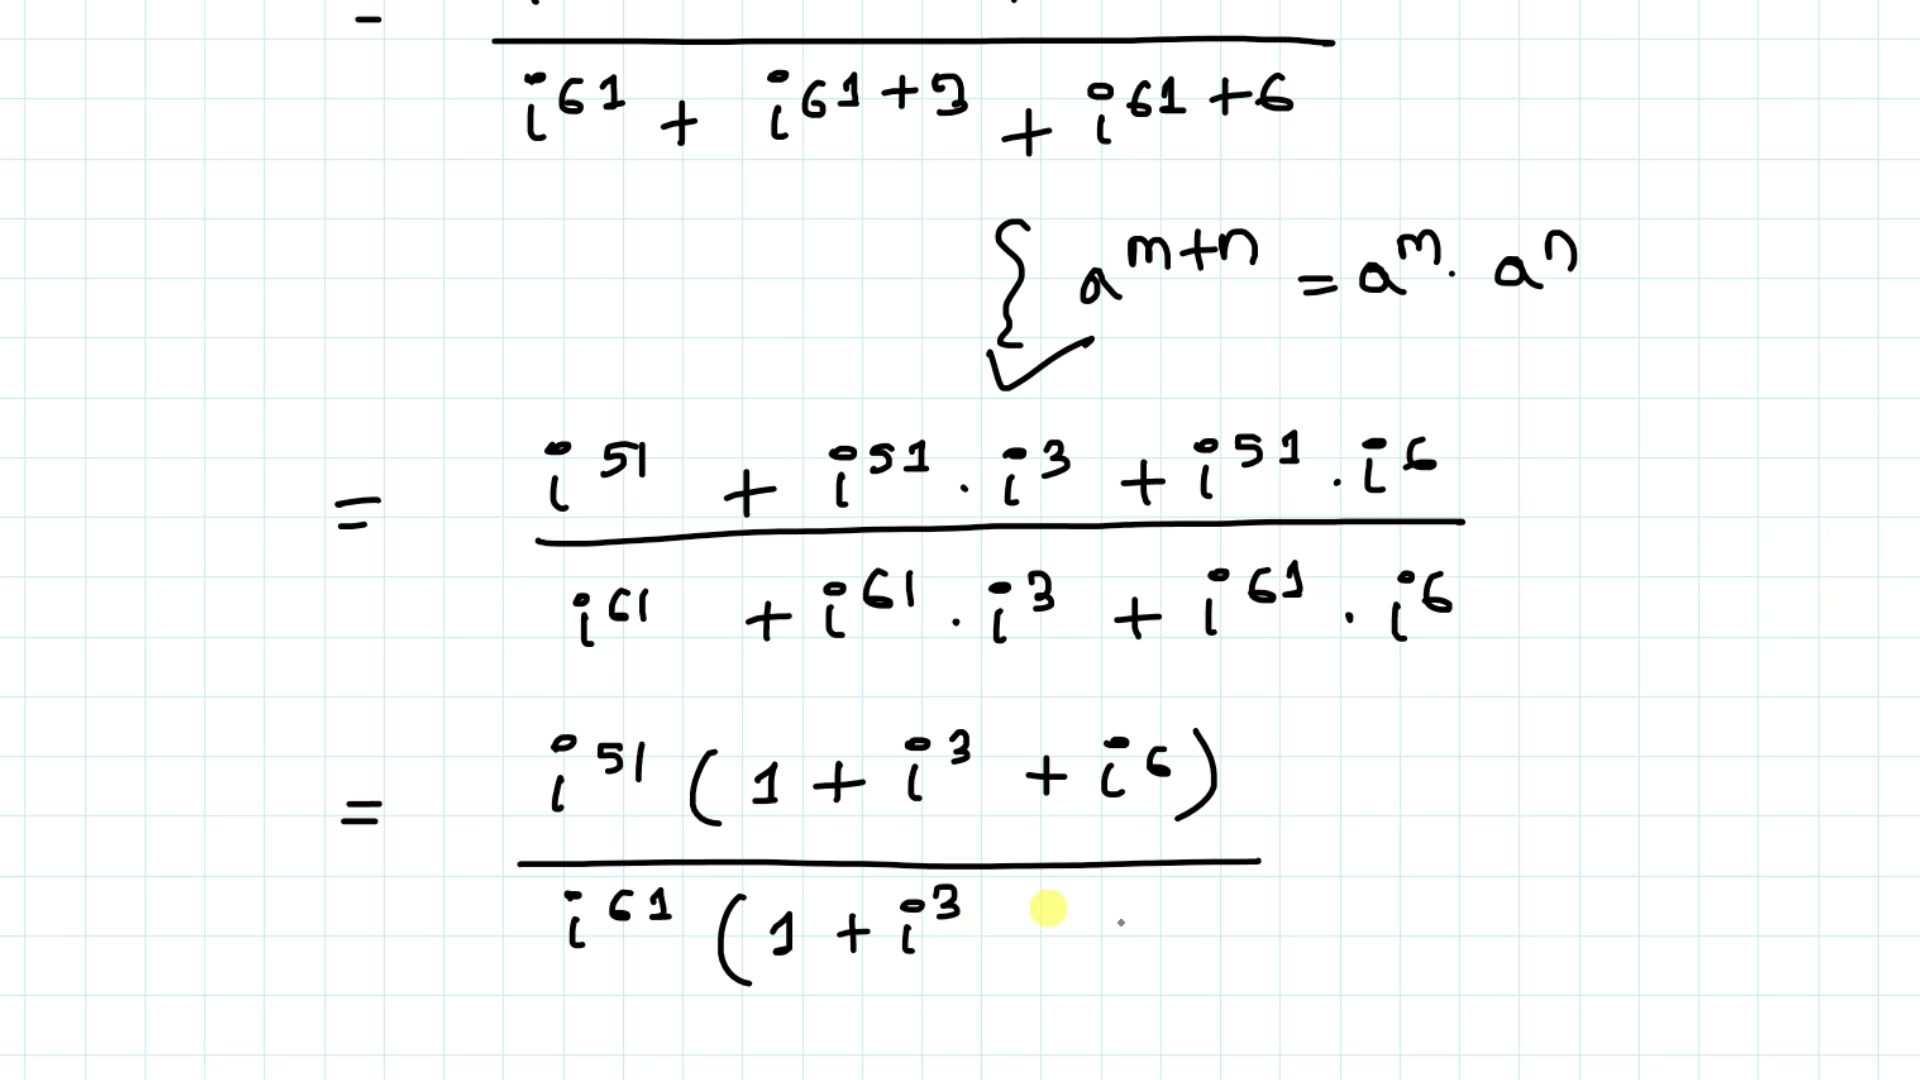 =
i^61 + i^61+3 + i^61+6
{ a^m+n = a^m . a^n
= i^51 + i^51 . i^3 + i^51 . i^6
i^61 + i^61 . i^3 + i^61 . i^6
= i^51 ( 1 + i^3 + i^6 )
i^61 ( 1 + i^3